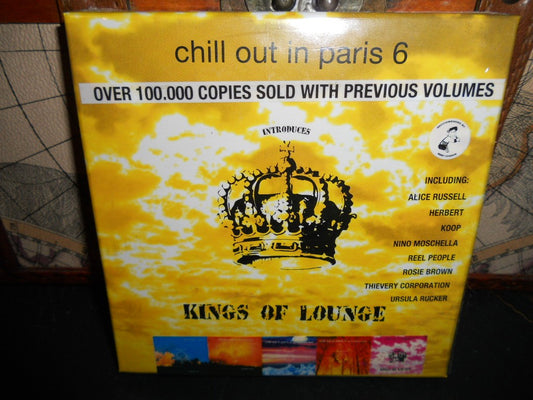 chill out in paris 6
OVER 100.000 COPIES SOLD WITH PREVIOUS VOLUMES
INTRODUCES
INCLUDING:
ALICE RUSSELL
HERBERT
KOOP
NINO MOSCHELLA
REEL PEOPLE
ROSIE BROWN
THIEVERY CORPORATION
URSULA RUCKER
KINGS OF LOUNGE